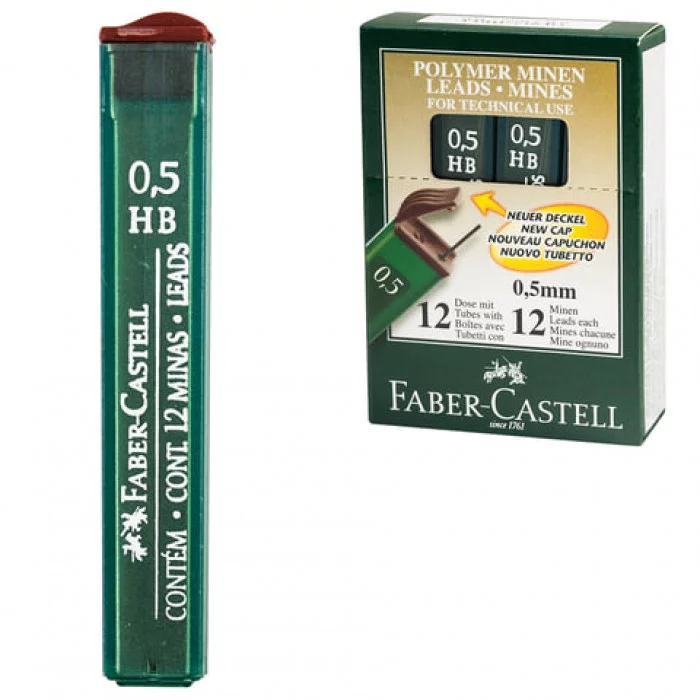 0,5
HB
FABER-CASTELL
CONTÉM • CONT. 12 MINAS • LEADS
POLYMER MINEN
LEADS • MINES
FOR TECHNICAL USE
0,5
HB
0,5
HB
NEUER DECKEL
NEW CAP
NOUVEAU CAPUCHON
NUOVO TUBETTO
0,5
0,5mm
12 Dose mit
Tubes with
Boîtes avec
Tubetti con
12 Minen
Leads each
Mines chacune
Mine ognuno
FABER-CASTELL
since 1761